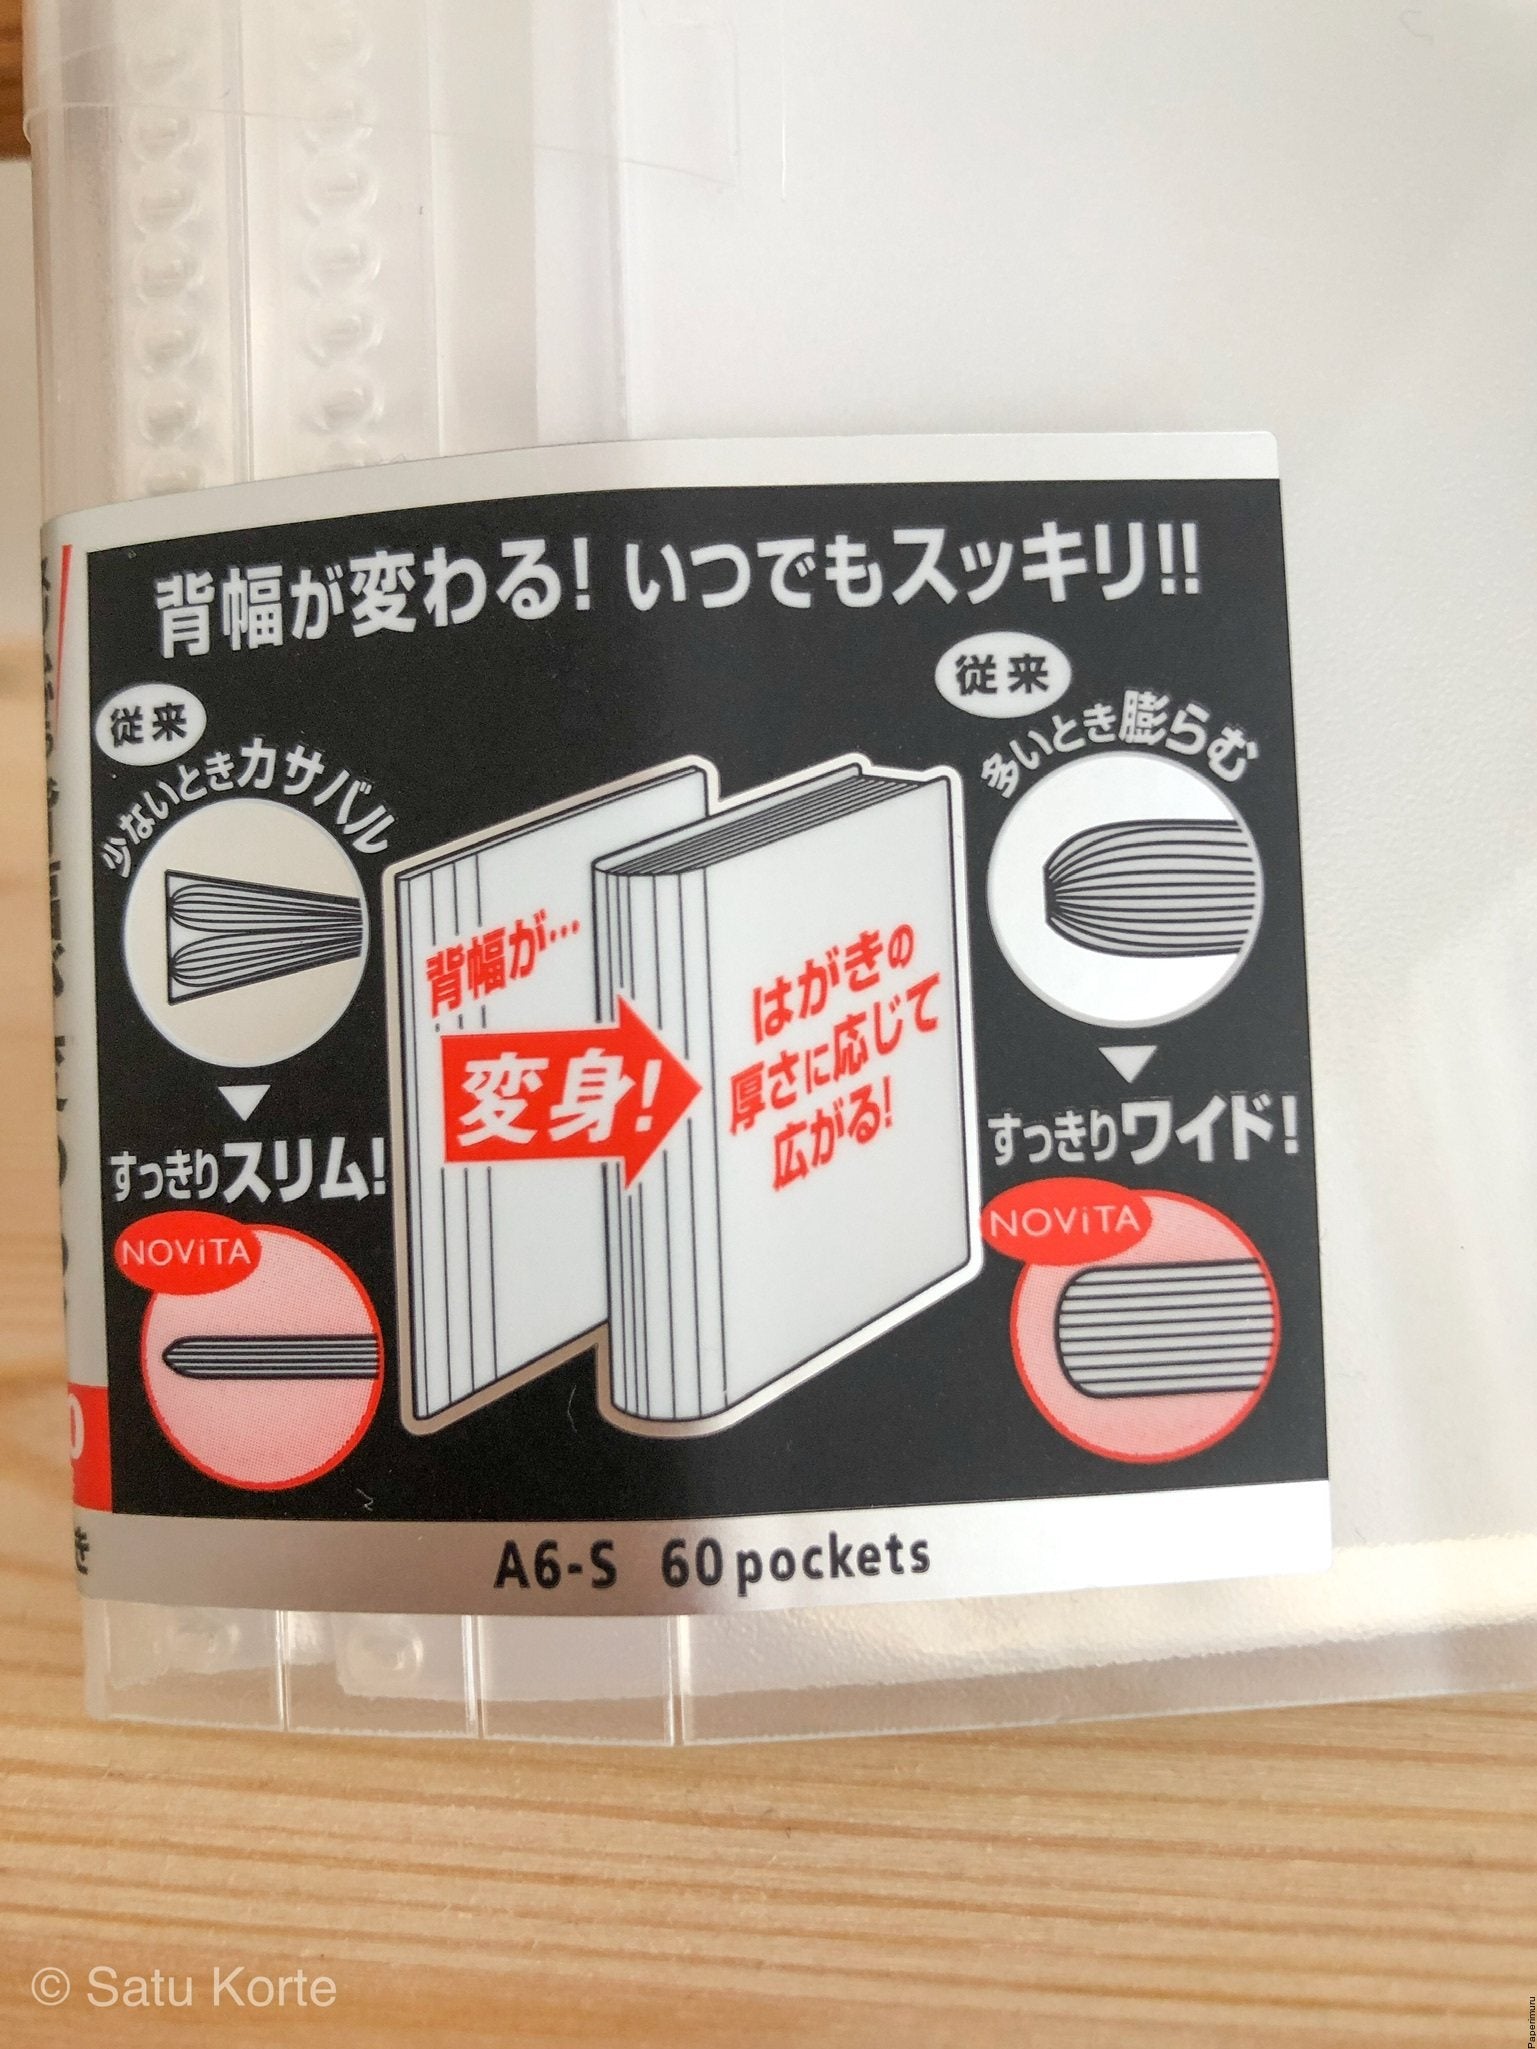 背幅が変わる! いつでもスッキリ!!
従来
少ないときカサバル
すっきりスリム!
NOViTA
背幅が…
変身!
はがきの
厚さに応じて
広がる!
従来
多いとき膨らむ
すっきりワイド!
NOViTA
A6-S 60pockets
© Satu Korte
Paperimuru